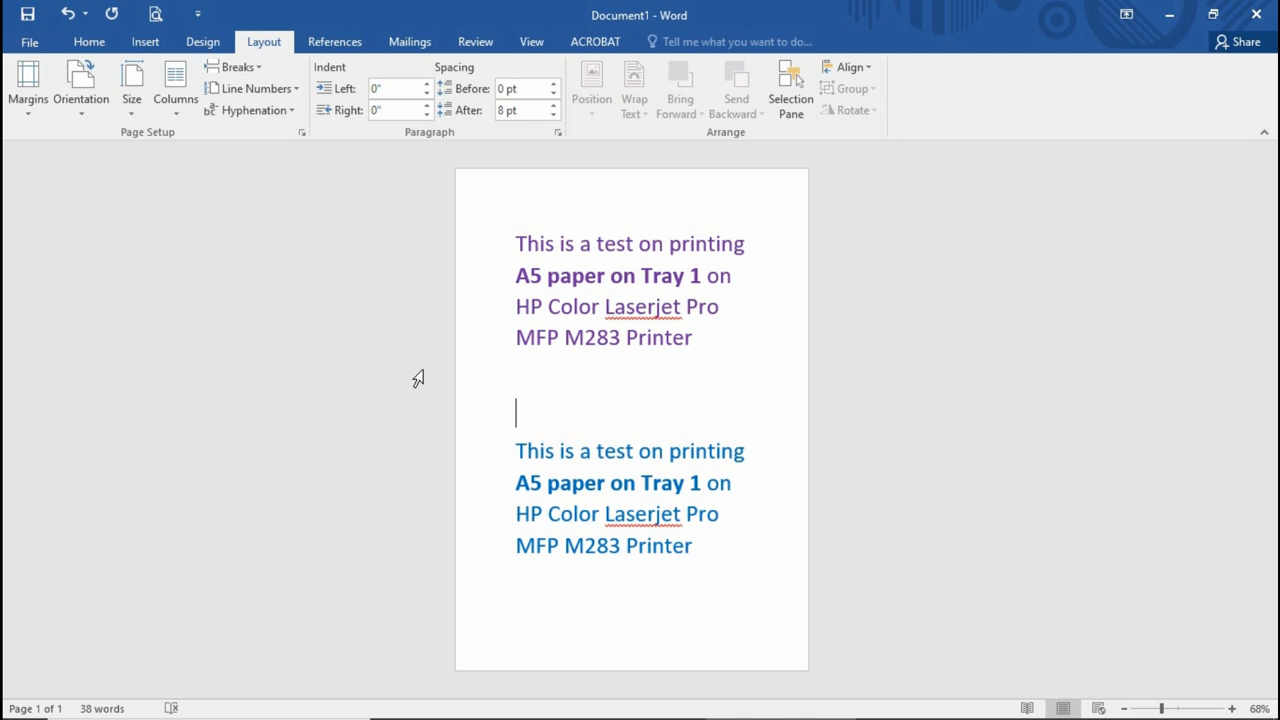 Document1 - Word
File Home Insert Design Layout References Mailings Review View ACROBAT Tell me what you want to do... Share
Margins Orientation Size Columns
Breaks
Line Numbers
Hyphenation
Page Setup
Indent
Left: 0"
Right: 0"
Spacing
Before: 0 pt
After: 8 pt
Paragraph
Position Wrap Text Bring Forward Send Backward Selection Pane
Align
Group
Rotate
Arrange
This is a test on printing
A5 paper on Tray 1 on
HP Color Laserjet Pro
MFP M283 Printer
This is a test on printing
A5 paper on Tray 1 on
HP Color Laserjet Pro
MFP M283 Printer
Page 1 of 1 38 words 68%